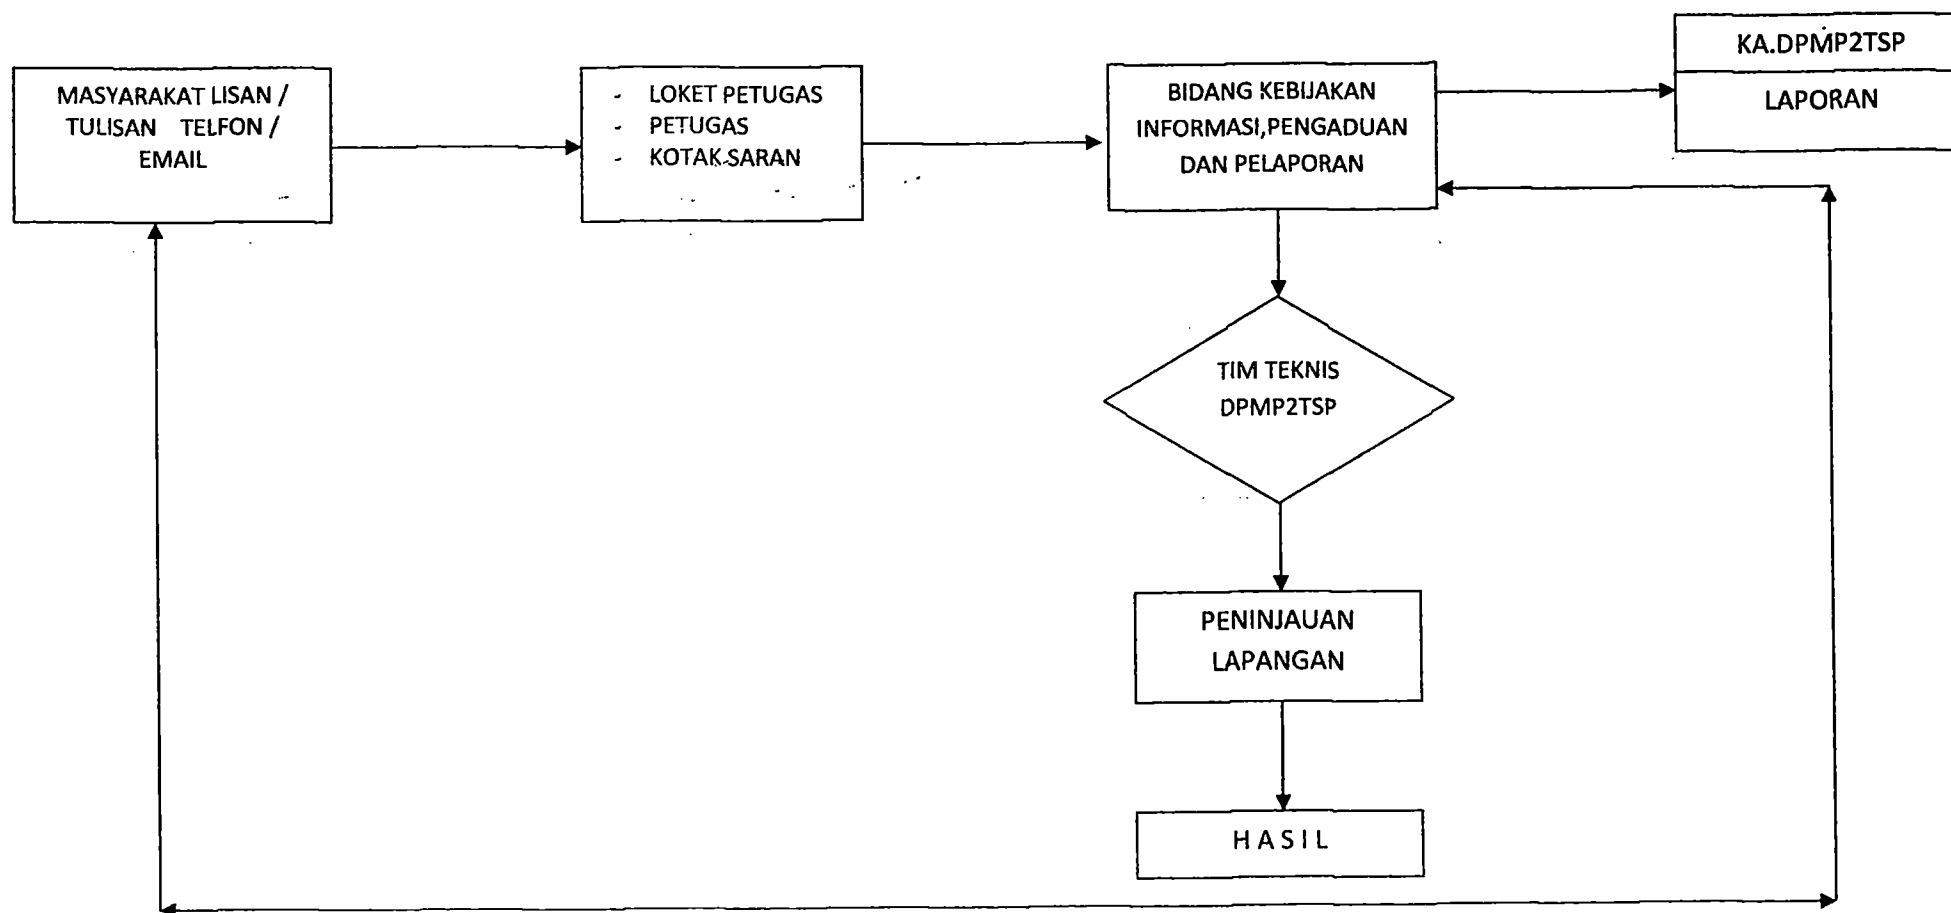 MASYARAKAT LISAN /
TULISAN TELFON /
EMAIL
- LOKET PETUGAS
- PETUGAS
- KOTAK SARAN
BIDANG KEBIJAKAN
INFORMASI,PENGADUAN
DAN PELAPORAN
KA.DPMP2TSP
LAPORAN
TIM TEKNIS
DPMP2TSP
PENINJAUAN
LAPANGAN
H A S I L